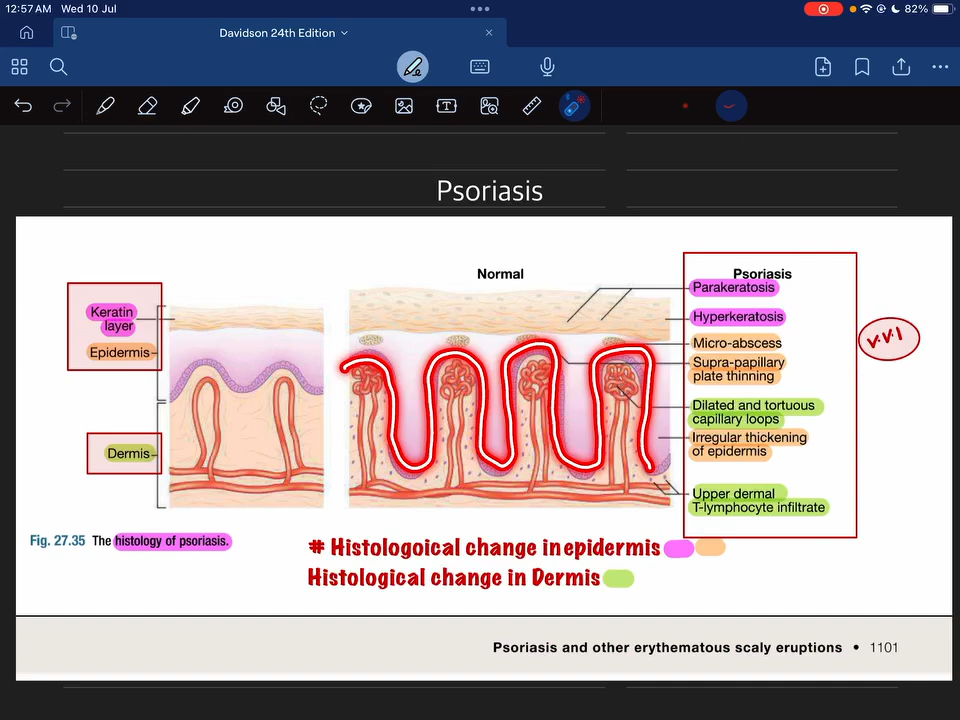 12:57AM Wed 10 Jul
82%
Davidson 24th Edition
Psoriasis
Normal
Psoriasis
Keratin
layer
Epidermis
Dermis
Parakeratosis
Hyperkeratosis
Micro-abscess
Supra-papillary
plate thinning
Dilated and tortuous
capillary loops
Irregular thickening
of epidermis
Upper dermal
T-lymphocyte infiltrate
V.V.I
Fig. 27.35 The histology of psoriasis.
# Histologoical change in epidermis
Histological change in Dermis
Psoriasis and other erythematous scaly eruptions • 1101